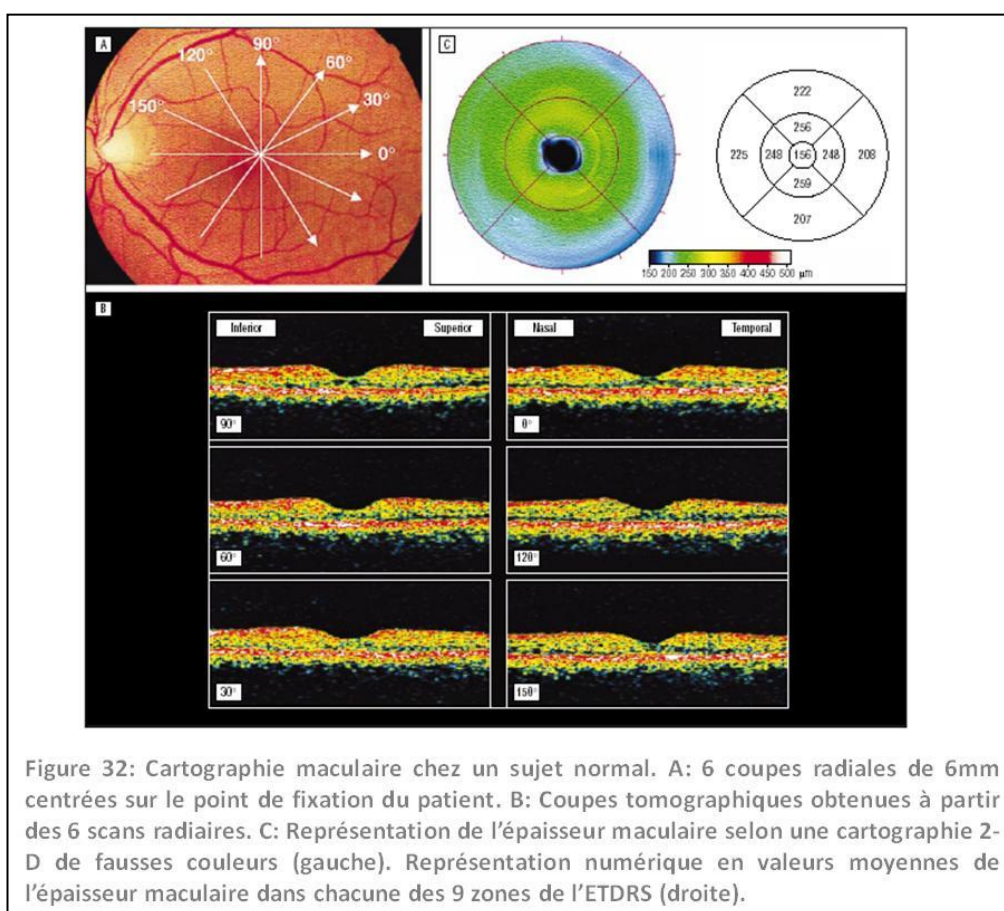 A
150°
120°
90°
60°
30°
0°
C
222
256
225 248 156 248 208
259
207
150 200 250 300 350 400 450 500 µm
B
Inferior Superior
90°
Nasal Temporal
0°
60°
120°
30°
150°
Figure 32: Cartographie maculaire chez un sujet normal. A: 6 coupes radiales de 6mm
centrées sur le point de fixation du patient. B: Coupes tomographiques obtenues à partir
des 6 scans radiaires. C: Représentation de l'épaisseur maculaire selon une cartographie 2-
D de fausses couleurs (gauche). Représentation numérique en valeurs moyennes de
l'épaisseur maculaire dans chacune des 9 zones de l'ETDRS (droite).